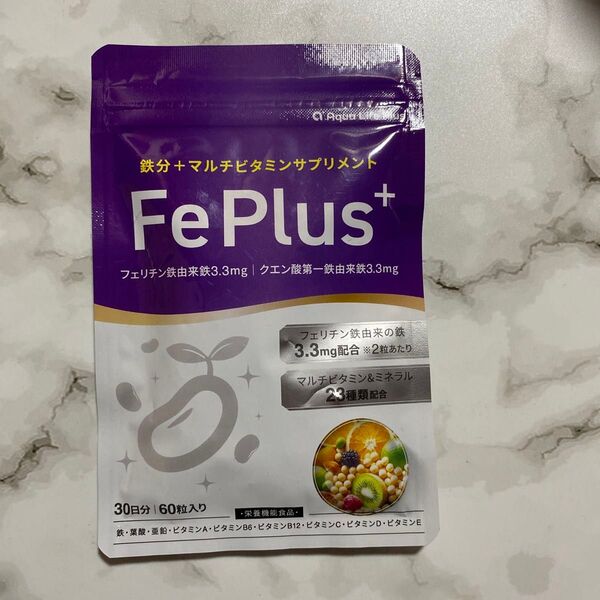 Aqua Life Plus
鉄分+マルチビタミンサプリメント
Fe Plus+
フェリチン鉄由来鉄3.3mg | クエン酸第一鉄由来鉄3.3mg
フェリチン鉄由来の鉄
3.3mg配合 ※2粒あたり
マルチビタミン&ミネラル
23種類配合
30日分 | 60粒入り
・栄養機能食品・
鉄・葉酸・亜鉛・ビタミンA・ビタミンB6・ビタミンB12・ビタミンC・ビタミンD・ビタミンE